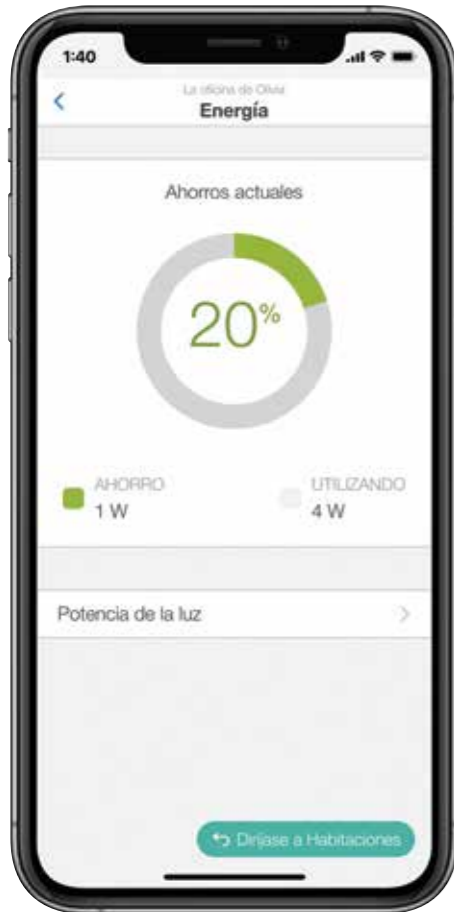 1:40
La oficina de Olivia
Energía
Ahorros actuales
20%
AHORRO
1 W
UTILIZANDO
4 W
Potencia de la luz
Diríjase a Habitaciones